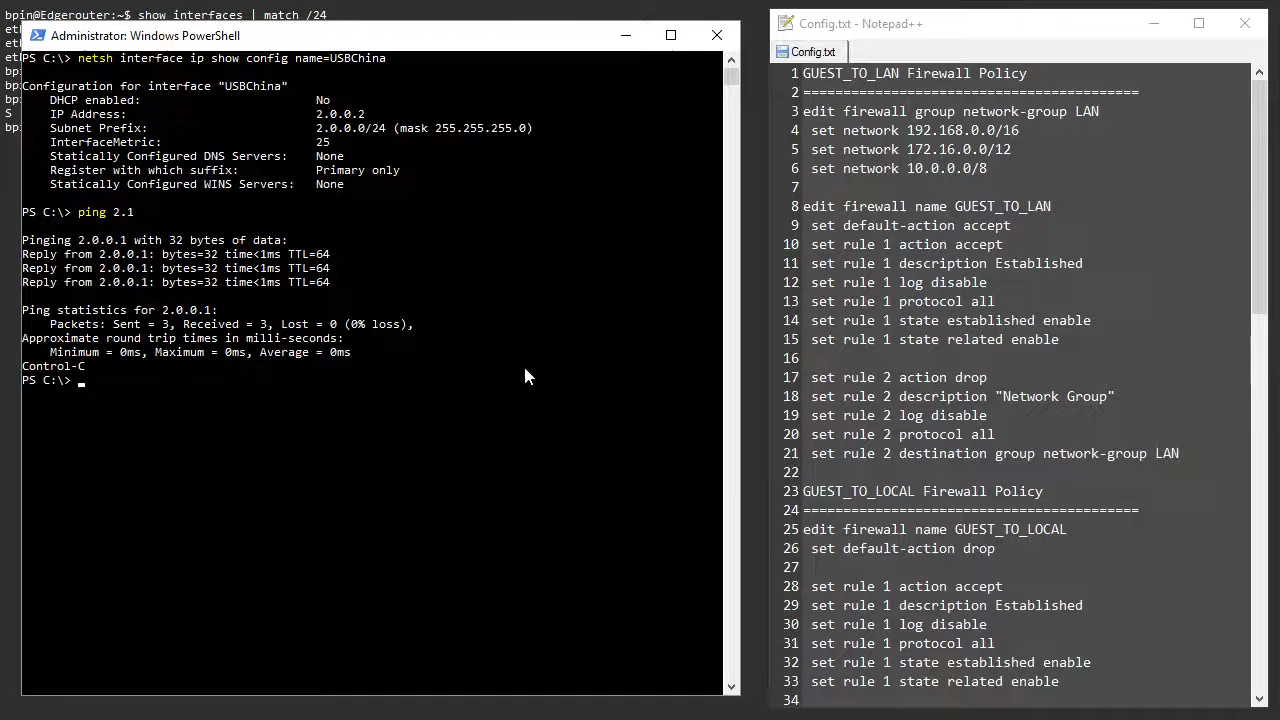 bpin@Edgerouter:~$ show interfaces | match /24
Administrator: Windows PowerShell
PS C:\> netsh interface ip show config name=USBChina
Configuration for interface "USBChina"
DHCP enabled: No
IP Address: 2.0.0.2
Subnet Prefix: 2.0.0.0/24 (mask 255.255.255.0)
InterfaceMetric: 25
Statically Configured DNS Servers: None
Register with which suffix: Primary only
Statically Configured WINS Servers: None
PS C:\> ping 2.1
Pinging 2.0.0.1 with 32 bytes of data:
Reply from 2.0.0.1: bytes=32 time<1ms TTL=64
Reply from 2.0.0.1: bytes=32 time<1ms TTL=64
Reply from 2.0.0.1: bytes=32 time<1ms TTL=64
Ping statistics for 2.0.0.1:
Packets: Sent = 3, Received = 3, Lost = 0 (0% loss),
Approximate round trip times in milli-seconds:
Minimum = 0ms, Maximum = 0ms, Average = 0ms
Control-C
PS C:\>
Config.txt - Notepad++
Config.txt
1 GUEST_TO_LAN Firewall Policy
2 ==========================================
3 edit firewall group network-group LAN
4 set network 192.168.0.0/16
5 set network 172.16.0.0/12
6 set network 10.0.0.0/8
7
8 edit firewall name GUEST_TO_LAN
9 set default-action accept
10 set rule 1 action accept
11 set rule 1 description Established
12 set rule 1 log disable
13 set rule 1 protocol all
14 set rule 1 state established enable
15 set rule 1 state related enable
16
17 set rule 2 action drop
18 set rule 2 description "Network Group"
19 set rule 2 log disable
20 set rule 2 protocol all
21 set rule 2 destination group network-group LAN
22
23 GUEST_TO_LOCAL Firewall Policy
24 ==========================================
25 edit firewall name GUEST_TO_LOCAL
26 set default-action drop
27
28 set rule 1 action accept
29 set rule 1 description Established
30 set rule 1 log disable
31 set rule 1 protocol all
32 set rule 1 state established enable
33 set rule 1 state related enable
34